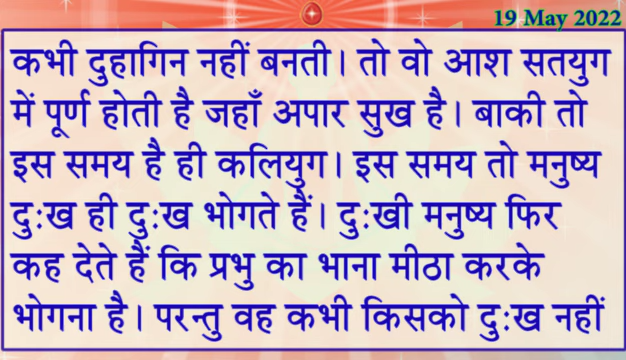 19 May 2022
कभी दुहागिन नहीं बनती। तो वो आश सतयुग
में पूर्ण होती है जहाँ अपार सुख है। बाकी तो
इस समय है ही कलियुग। इस समय तो मनुष्य
दुःख ही दुःख भोगते हैं। दुःखी मनुष्य फिर
कह देते हैं कि प्रभु का भाना मीठा करके
भोगना है। परन्तु वह कभी किसको दुःख नहीं